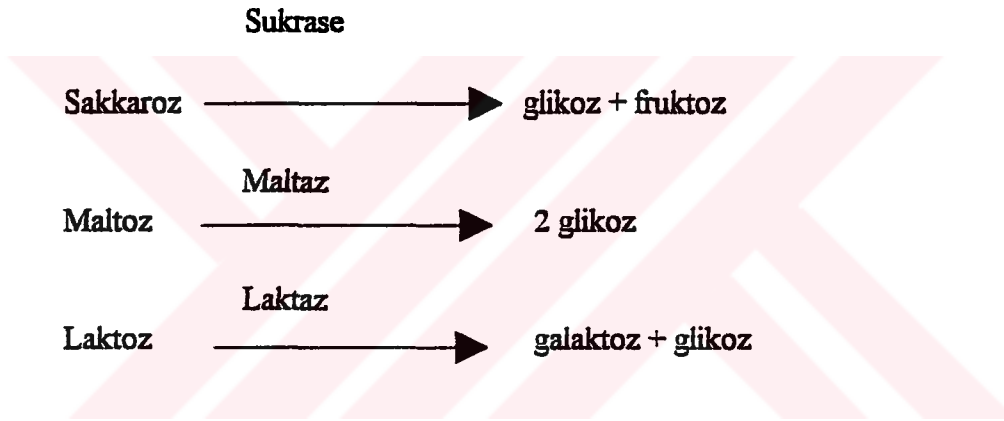 Sukrase
Sakkaroz glikoz + fruktoz
Maltaz
Maltoz 2 glikoz
Laktaz
Laktoz galaktoz + glikoz